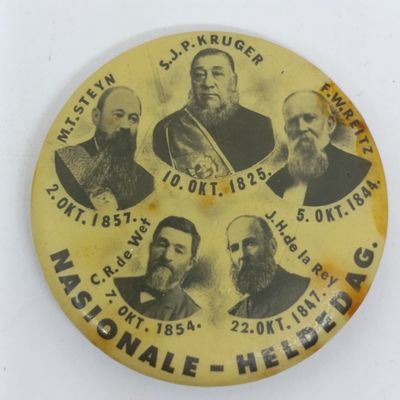 S.J.P. KRUGER
10. OKT. 1825.
M.T. STEYN
2. OKT. 1857.
F.W. REITZ
5. OKT. 1844.
C.R. de Wet
7. OKT. 1854.
J.H. de la Rey
22. OKT. 1847.
NASIONALE - HELDEDAG.